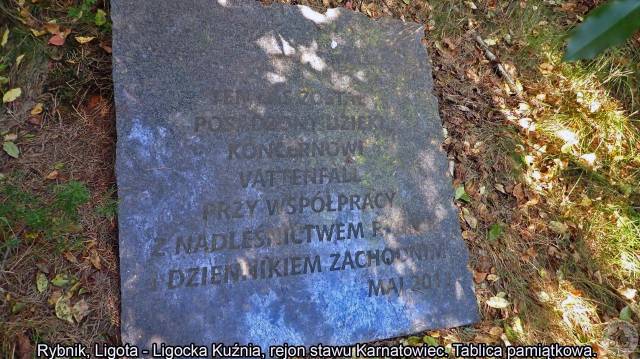 TEN LAS ZOSTAŁ
POSADZONY DZIĘKI
KONCERNOWI
VATTENFALL
PRZY WSPÓŁPRACY
Z NADLEŚNICTWEM
I DZIENNIKIEM ZACHODNIM
MAJ
Rybnik, Ligota - Ligocka Kuźnia, rejon stawu Karnatowiec. Tablica pamiątkowa.